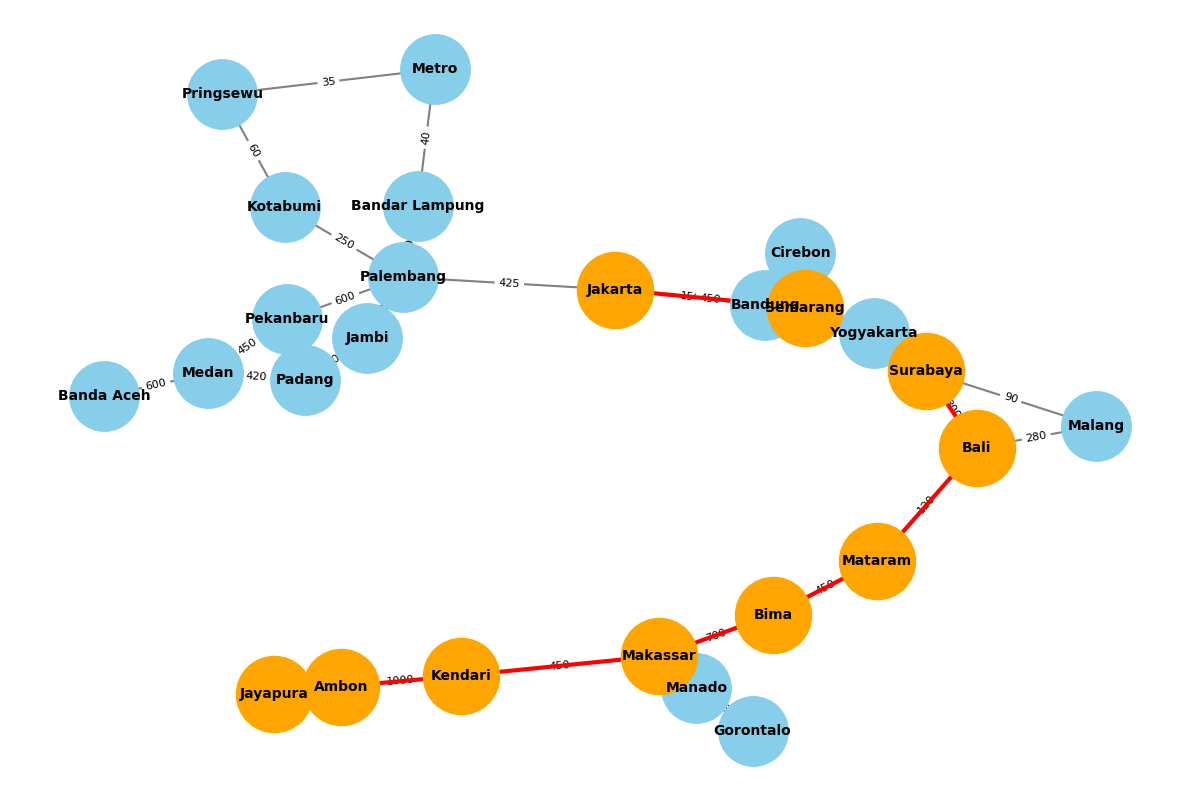 Metro
Pringsewu
35
40
60
Kotabumi
Bandar Lampung
250
Cirebon
Palembang
425
Jakarta
600
450
Bandung
Semarang
Pekanbaru
Jambi
Yogyakarta
450
Medan
420
Padang
600
Banda Aceh
Surabaya
90
300
Malang
280
Bali
120
Mataram
450
Bima
700
Makassar
450
Kendari
1000
Ambon
Jayapura
Manado
Gorontalo